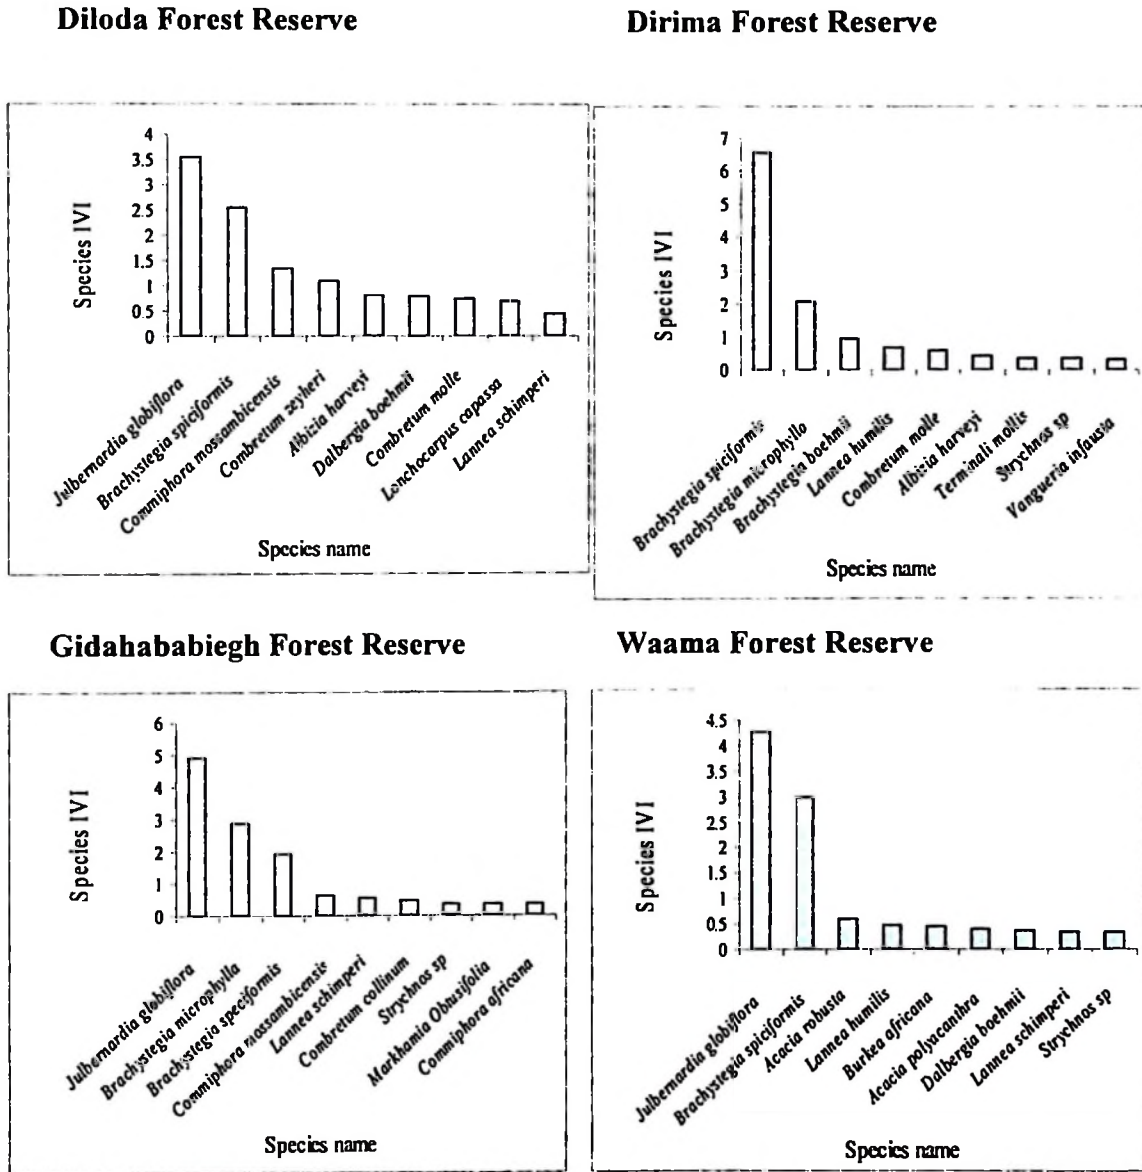 Diloda Forest Reserve
Species IVI
4
3.5
3
2.5
2
1.5
1
0.5
0
Julbernardia globiflora
Brachystegia spiciformis
Commiphora mossambicensis
Combretum zeyheri
Albizia harveyi
Dalbergia boehmii
Combretum molle
Lonchocarpus capassa
Lannea schimperi
Species name
Dirima Forest Reserve
Species IVI
7
6
5
4
3
2
1
0
Brachystegia spiciformis
Brachystegia microphylla
Brachystegia boehmii
Lannea humilis
Combretum molle
Albizia harveyi
Terminali mollis
Strychnos sp
Vangueria infausta
Species name
Gidahababiegh Forest Reserve
Species IVI
6
5
4
3
2
1
0
Julbernardia globiflora
Brachystegia microphylla
Brachystegia speciformis
Commiphora mossambicensis
Lannea schimperi
Combretum collinum
Strychnos sp
Markhamia Obnusifolia
Commiphora africana
Species name
Waama Forest Reserve
Species IVI
4.5
4
3.5
3
2.5
2
1.5
1
0.5
0
Julbernardia globiflora
Brachystegia spiciformis
Acacia robusta
Lannea humilis
Burkea africana
Acacia polyacanthra
Dalbergia boehmii
Lannea schimperi
Strychnos sp
Species name